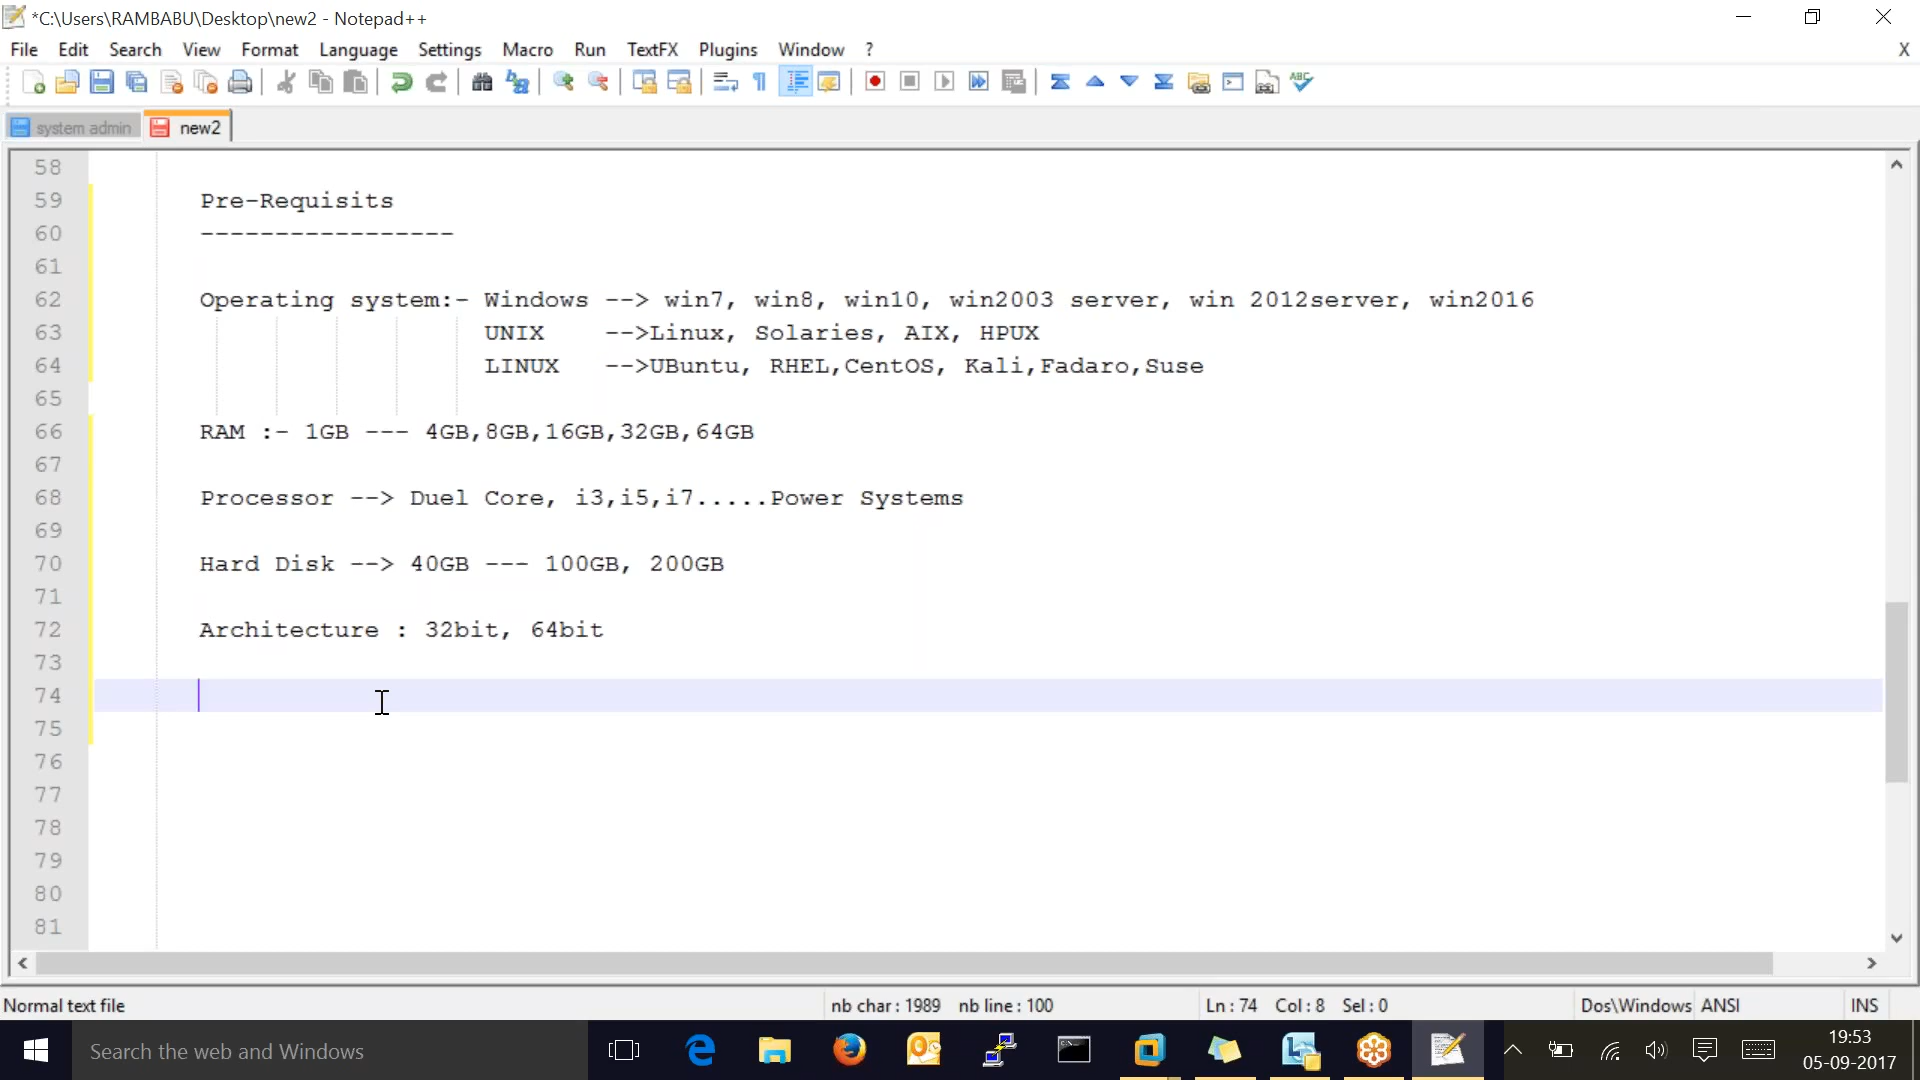 *C:\Users\RAMBABU\Desktop\new2 - Notepad++
File Edit Search View Format Language Settings Macro Run TextFX Plugins Window ? X
system admin new2
58
59 Pre-Requisits
60 -----------------
61
62 Operating system:- Windows --> win7, win8, win10, win2003 server, win 2012server, win2016
63 UNIX -->Linux, Solaries, AIX, HPUX
64 LINUX -->UBuntu, RHEL,CentOS, Kali,Fadaro,Suse
65
66 RAM :- 1GB --- 4GB,8GB,16GB,32GB,64GB
67
68 Processor --> Duel Core, i3,i5,i7.....Power Systems
69
70 Hard Disk --> 40GB --- 100GB, 200GB
71
72 Architecture : 32bit, 64bit
73
74
75
76
77
78
79
80
81
Normal text file nb char : 1989 nb line : 100 Ln : 74 Col : 8 Sel : 0 Dos\Windows ANSI INS
Search the web and Windows
19:53
05-09-2017